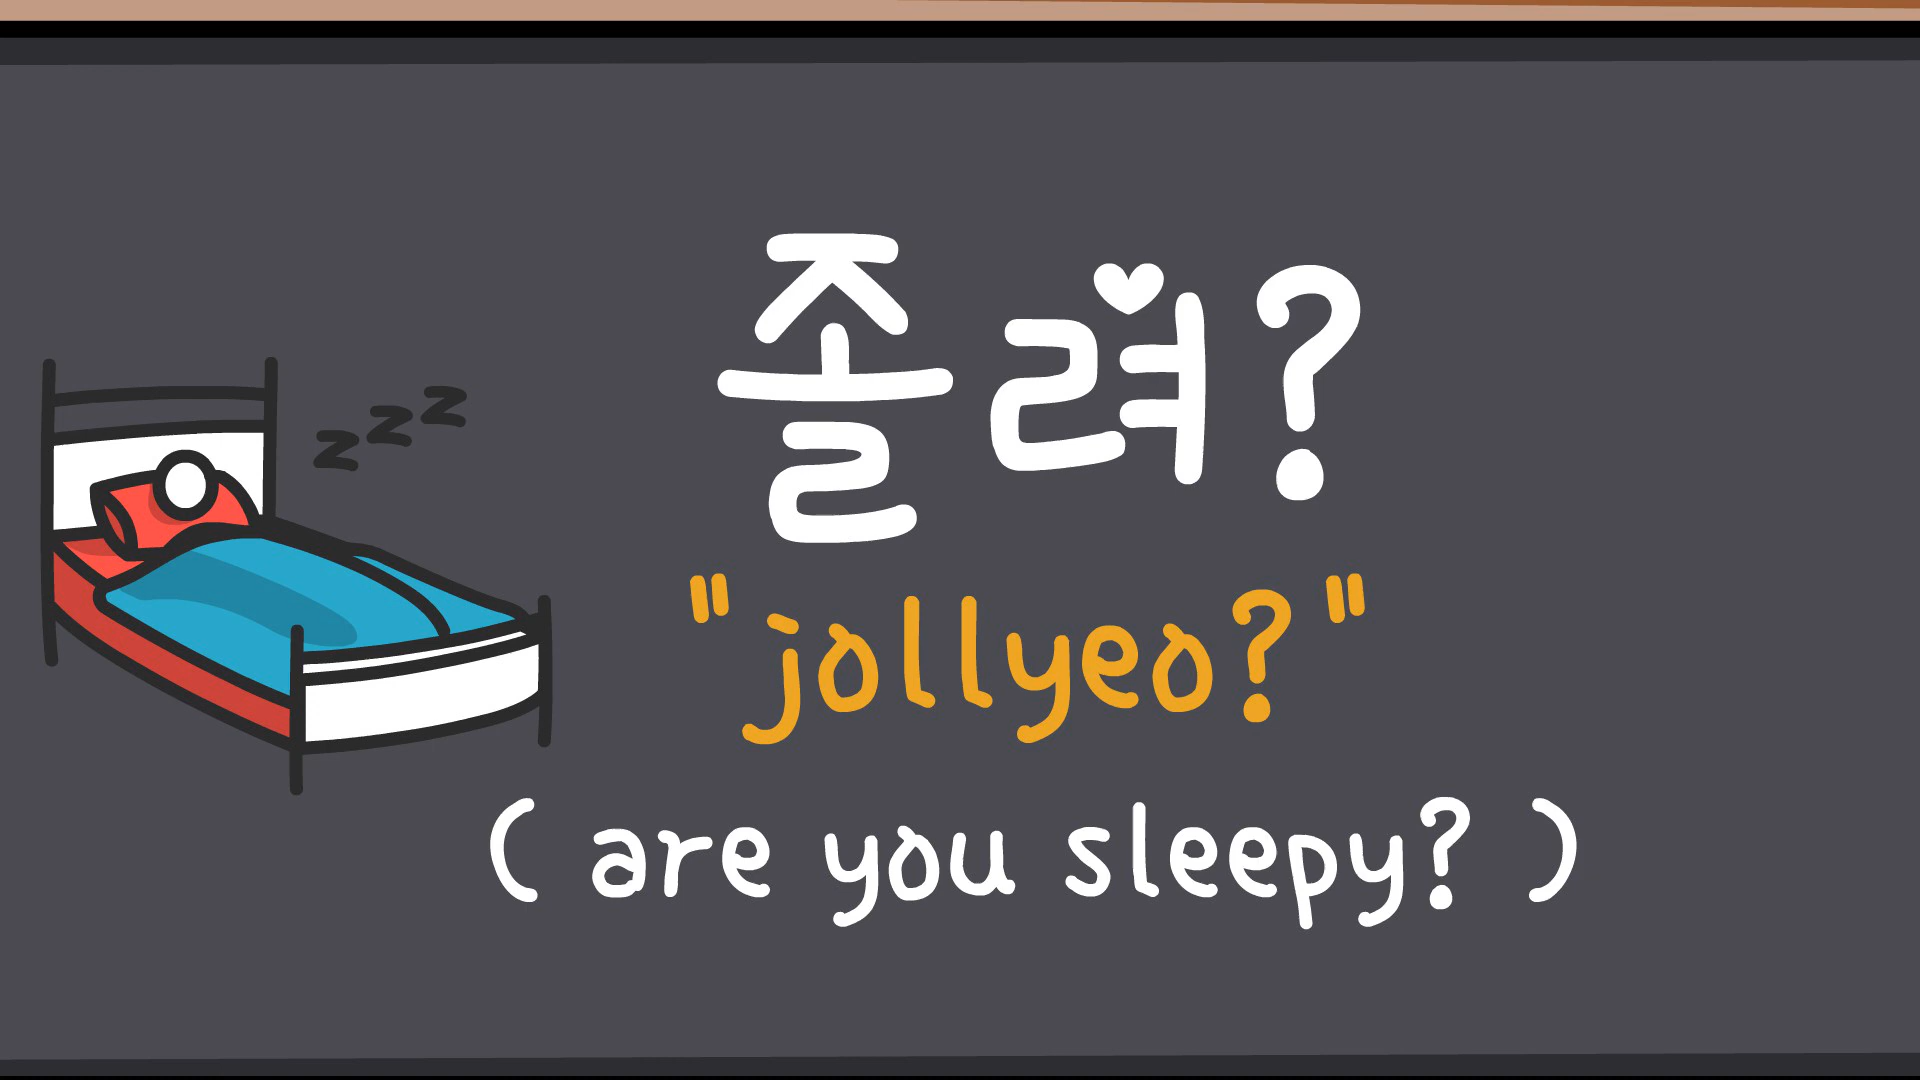 졸려?
"jollyeo?"
( are you sleepy? )
z z z